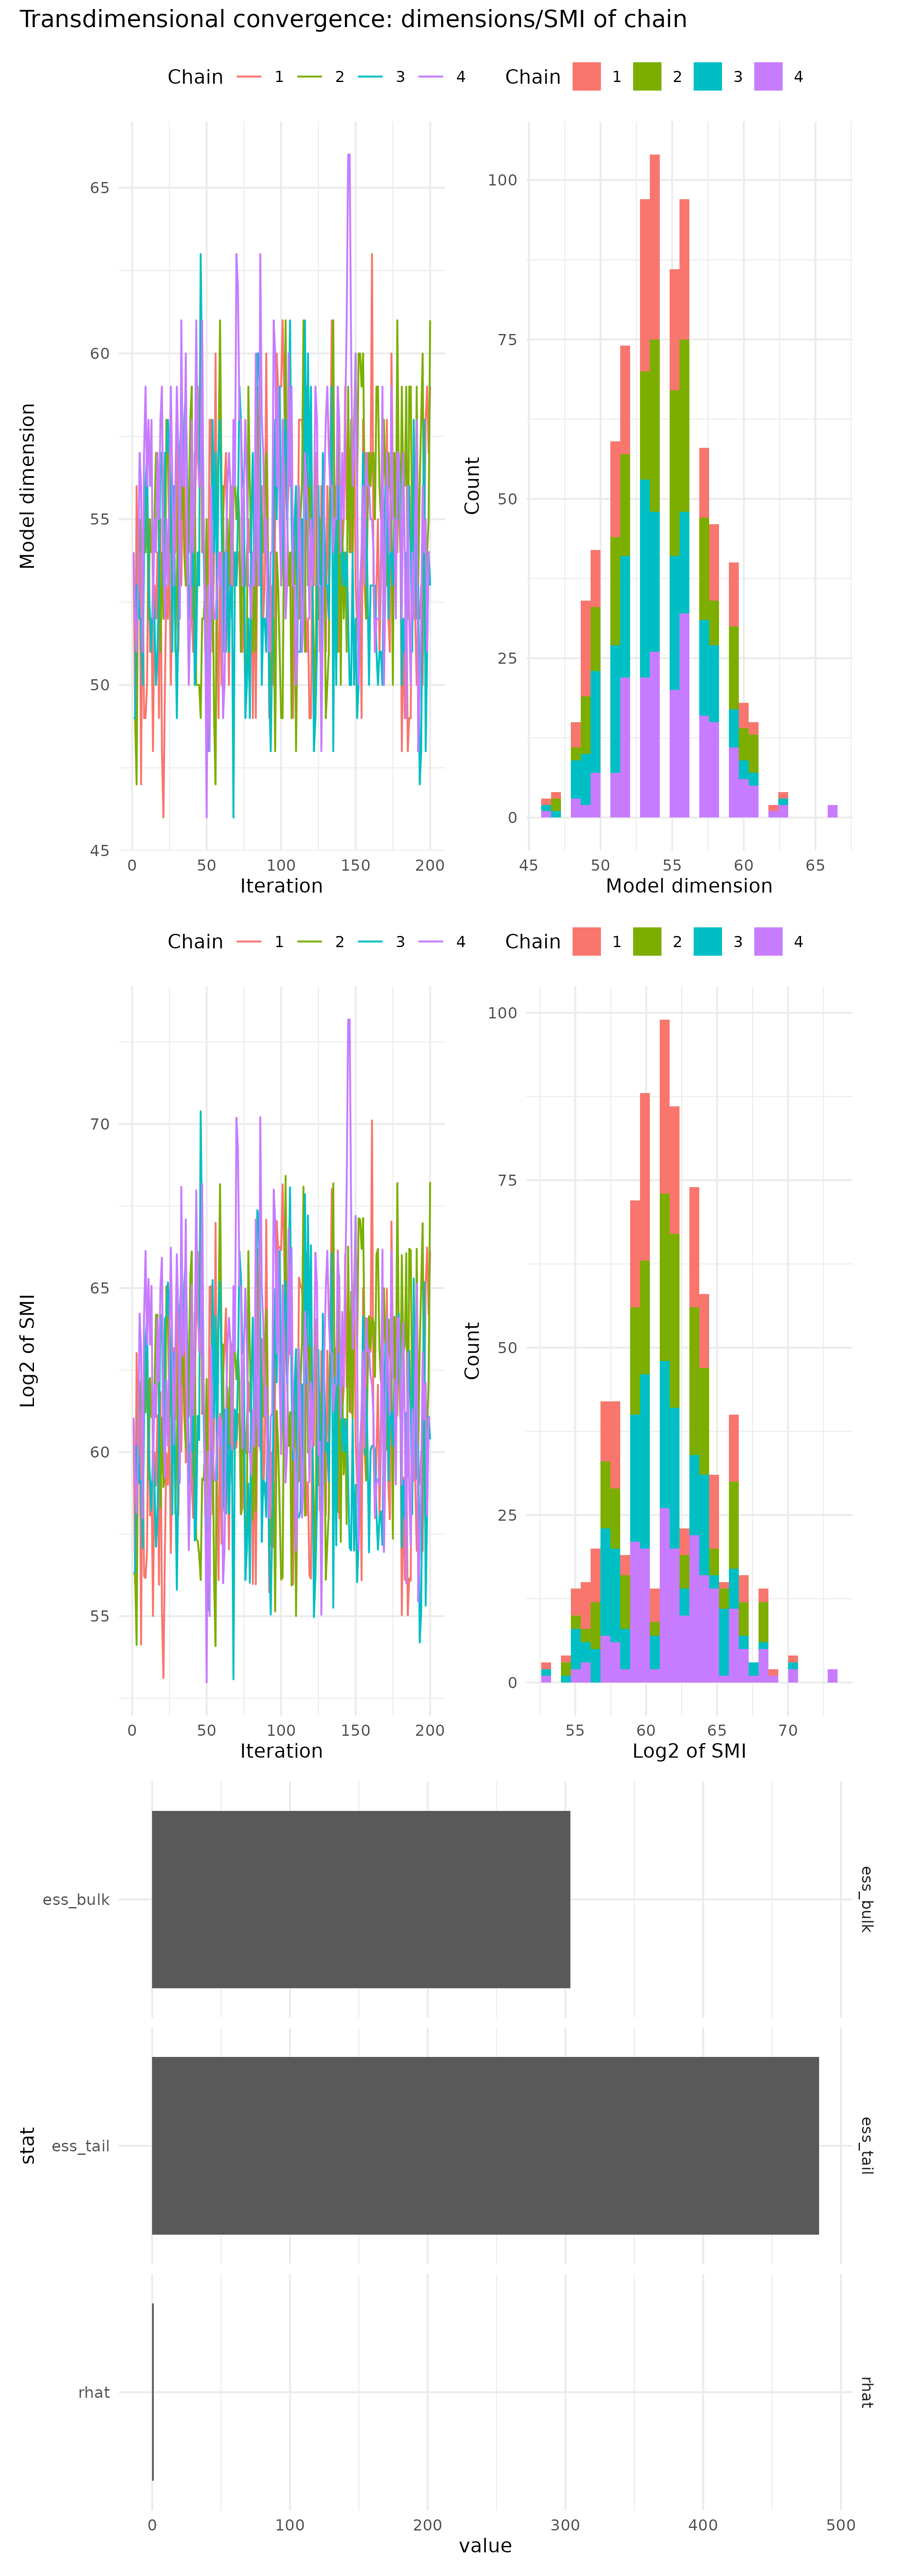 Transdimensional convergence: dimensions/SMI of chain
Chain 1 2 3 4
Chain 1 2 3 4
Model dimension
65
60
55
50
45
0 50 100 150 200
Iteration
Count
100
75
50
25
0
45 50 55 60 65
Model dimension
Chain 1 2 3 4
Chain 1 2 3 4
Log2 of SMI
70
65
60
55
0 50 100 150 200
Iteration
Count
100
75
50
25
0
55 60 65 70
Log2 of SMI
stat
ess_bulk
ess_bulk
ess_tail
ess_tail
rhat
rhat
0 100 200 300 400 500
value